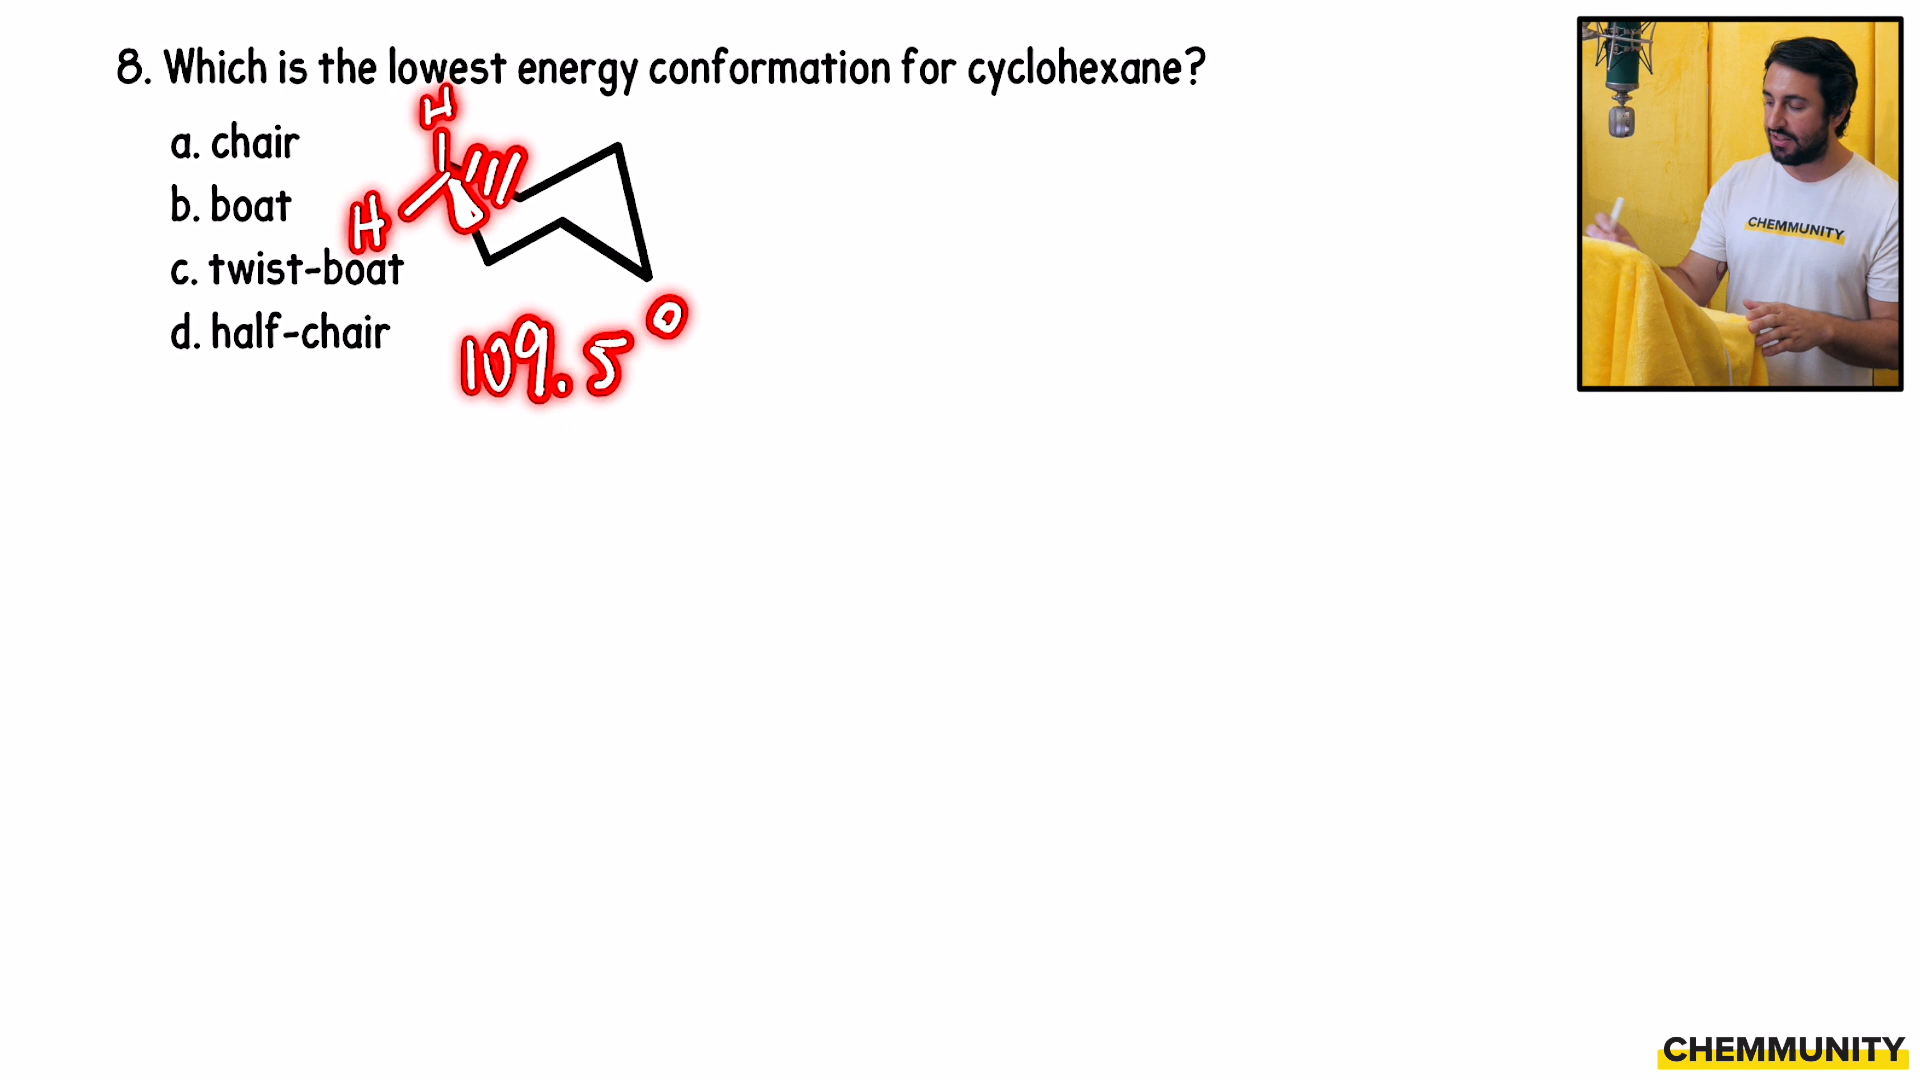 8. Which is the lowest energy conformation for cyclohexane?
H
a. chair
b. boat
H
c. twist-boat
d. half-chair
109.5°
CHEMMUNITY
CHEMMUNITY